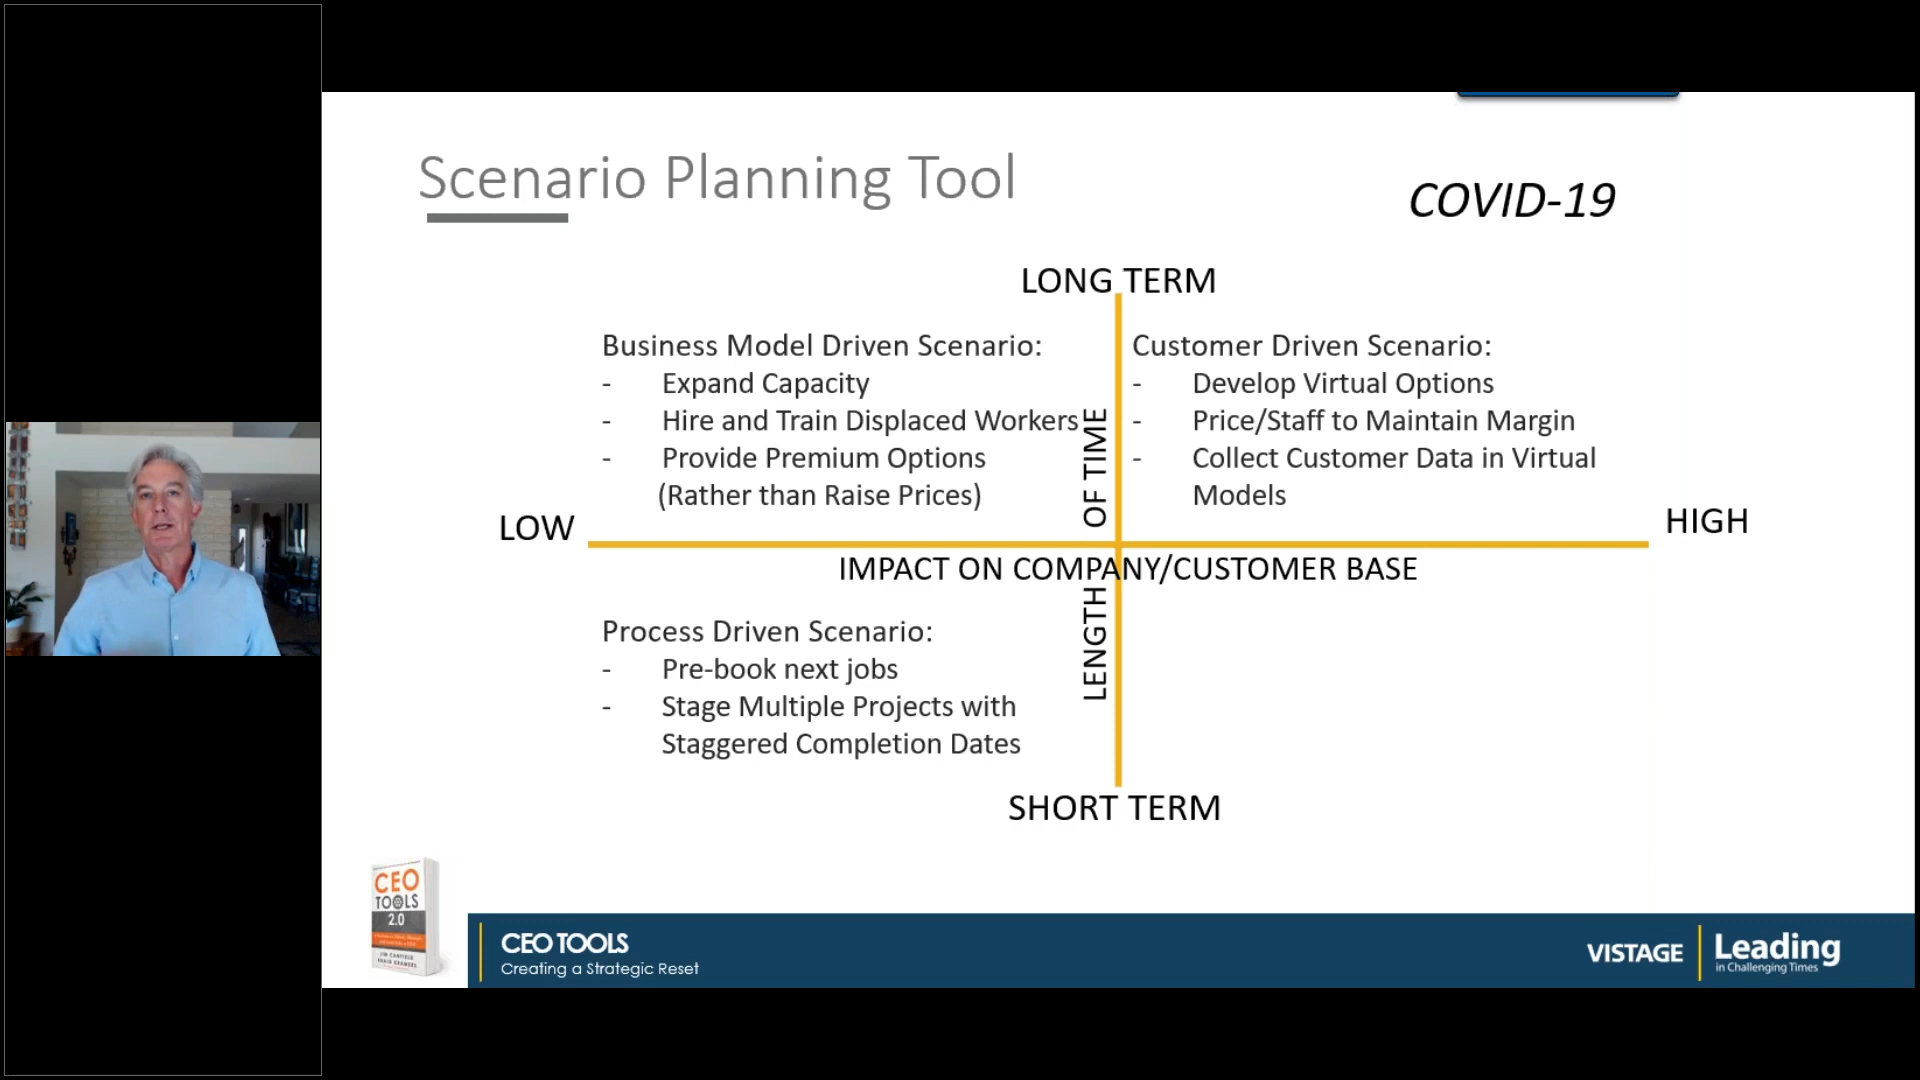 Scenario Planning Tool
COVID-19
LONG TERM
Business Model Driven Scenario:
- Expand Capacity
- Hire and Train Displaced Workers
- Provide Premium Options
(Rather than Raise Prices)
Customer Driven Scenario:
- Develop Virtual Options
- Price/Staff to Maintain Margin
- Collect Customer Data in Virtual
Models
LOW
HIGH
IMPACT ON COMPANY/CUSTOMER BASE
LENGTH OF TIME
Process Driven Scenario:
- Pre-book next jobs
- Stage Multiple Projects with
Staggered Completion Dates
SHORT TERM
CEO
TOOLS
2.0
JIM CANFIELD
KRAIG KRAMERS
CEO TOOLS
Creating a Strategic Reset
VISTAGE
Leading
in Challenging Times